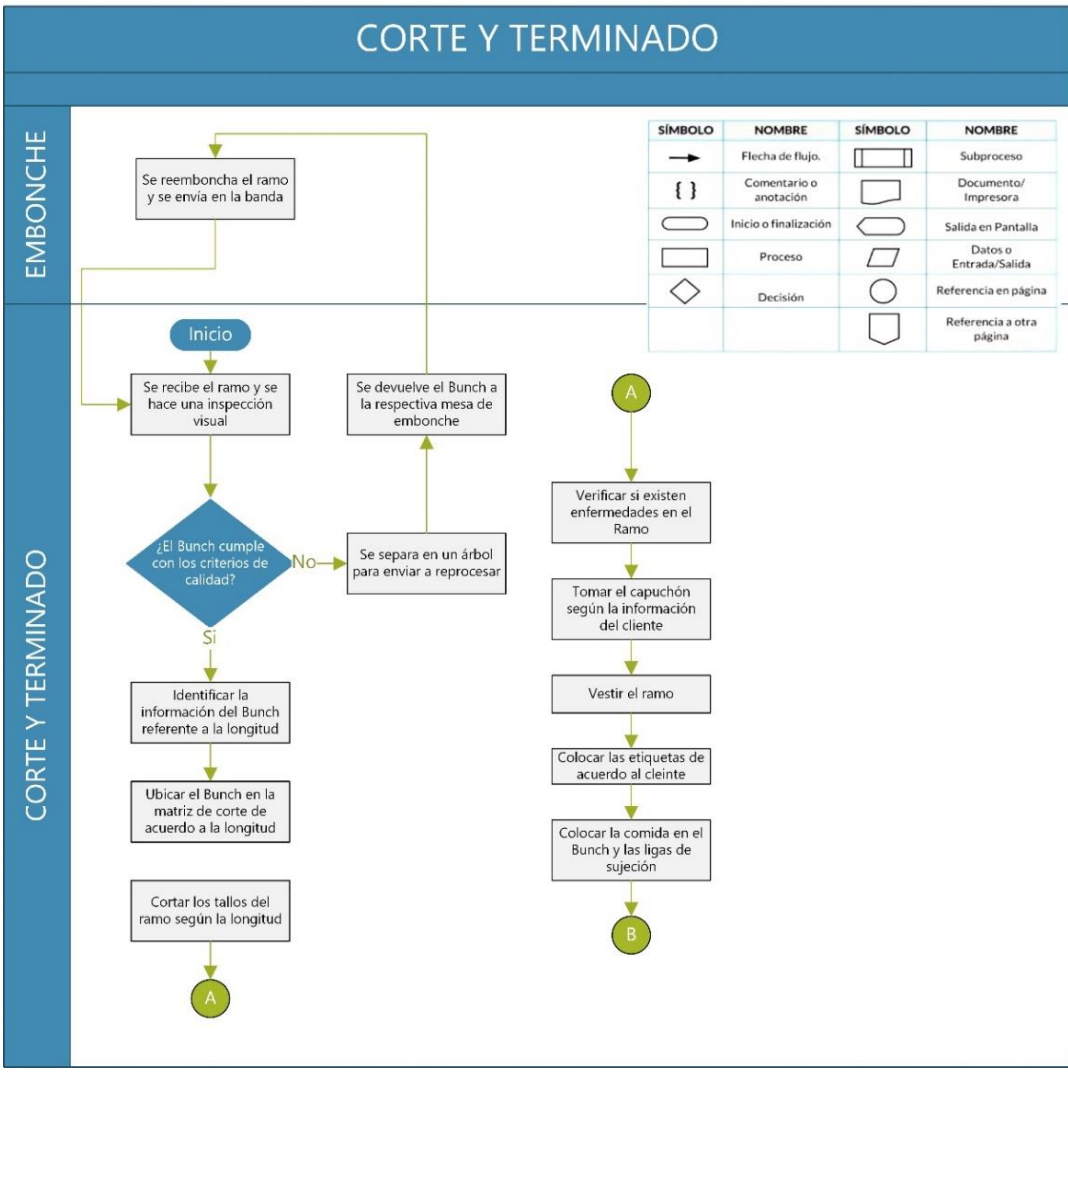 CORTE Y TERMINADO
EMBONCHE
Se reemboncha el ramo
y se envía en la banda
SÍMBOLO NOMBRE SÍMBOLO NOMBRE
Flecha de flujo. Subproceso
{ } Comentario o
anotación
Documento/
Impresora
Inicio o finalización Salida en Pantalla
Proceso Datos o
Entrada/Salida
Decisión Referencia en página
Referencia a otra
página
CORTE Y TERMINADO
Inicio
Se recibe el ramo y se
hace una inspección
visual
¿El Bunch cumple
con los criterios de
calidad?
No
Se separa en un árbol
para enviar a reprocesar
Se devuelve el Bunch a
la respectiva mesa de
embonche
Si
Identificar la
información del Bunch
referente a la longitud
Ubicar el Bunch en la
matriz de corte de
acuerdo a la longitud
Cortar los tallos del
ramo según la longitud
A
A
Verificar si existen
enfermedades en el
Ramo
Tomar el capuchón
según la información
del cliente
Vestir el ramo
Colocar las etiquetas de
acuerdo al cleinte
Colocar la comida en el
Bunch y las ligas de
sujeción
B